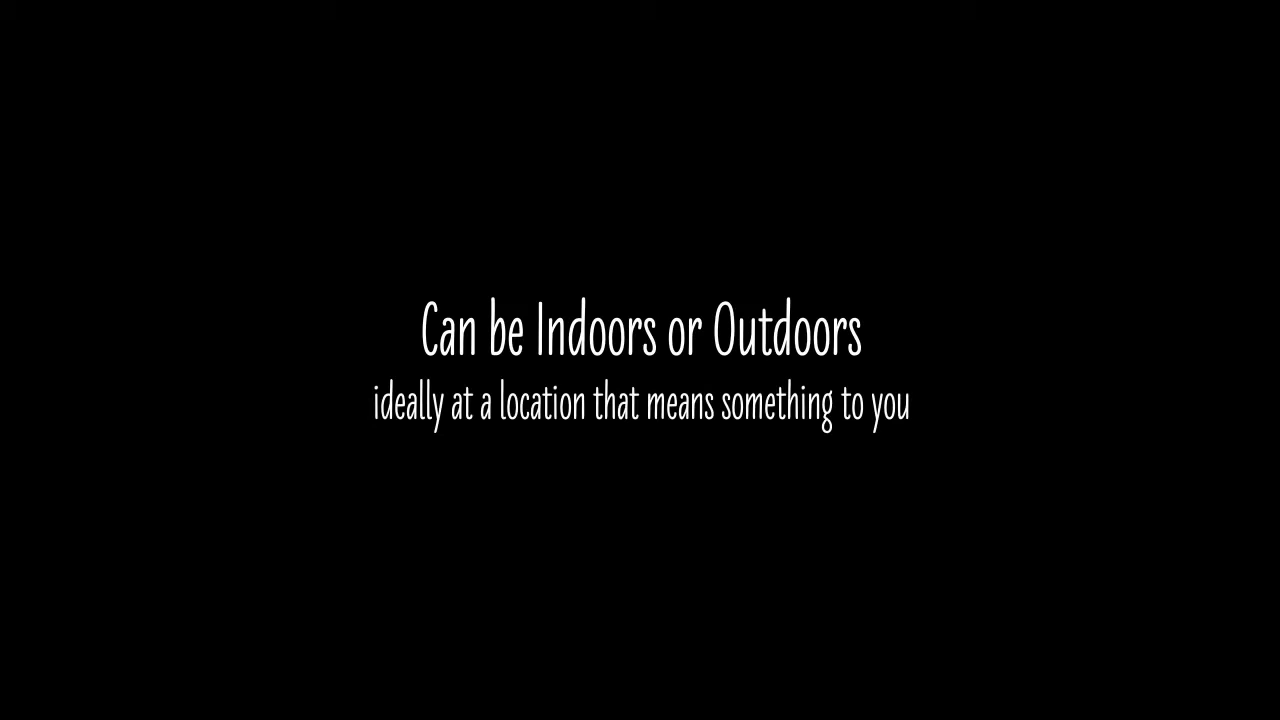 Can be Indoors or Outdoors
ideally at a location that means something to you